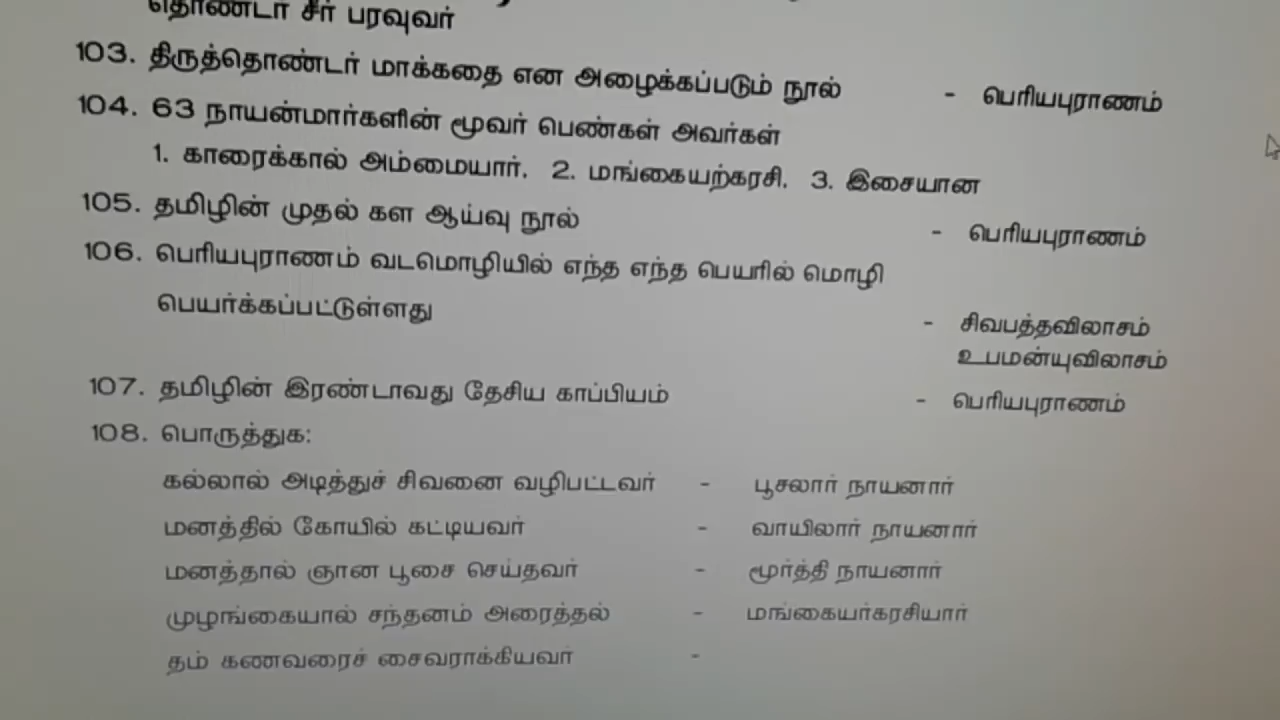 தொண்டர் சீர் பரவுவர்
103. திருத்தொண்டர் மாக்கதை என அழைக்கப்படும் நூல் - பெரியபுராணம்
104. 63 நாயன்மார்களின் மூவர் பெண்கள் அவர்கள்
1. காரைக்கால் அம்மையார். 2. மங்கையற்கரசி. 3. இசையான
105. தமிழின் முதல் கள ஆய்வு நூல் - பெரியபுராணம்
106. பெரியபுராணம் வடமொழியில் எந்த எந்த பெயரில் மொழி
பெயர்க்கப்பட்டுள்ளது - சிவபத்தவிலாசம்
உபமன்யுவிலாசம்
107. தமிழின் இரண்டாவது தேசிய காப்பியம் - பெரியபுராணம்
108. பொருத்துக:
கல்லால் அடித்துச் சிவனை வழிபட்டவர் - பூசலார் நாயனார்
மனத்தில் கோயில் கட்டியவர் - வாயிலார் நாயனார்
மனத்தால் ஞான பூசை செய்தவர் - மூர்த்தி நாயனார்
முழங்கையால் சந்தனம் அரைத்தல் - மங்கையர்கரசியார்
தம் கணவரைச் சைவராக்கியவர் -